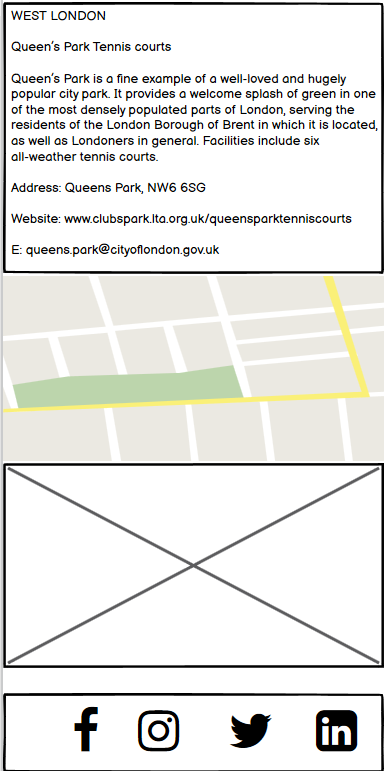 WEST LONDON
Queen's Park Tennis courts
Queen's Park is a fine example of a well-loved and hugely
popular city park. It provides a welcome splash of green in one
of the most densely populated parts of London, serving the
residents of the London Borough of Brent in which it is located,
as well as Londoners in general. Facilities include six
all-weather tennis courts.
Address: Queens Park, NW6 6SG
Website: www.clubspark.lta.org.uk/queensparktenniscourts
E: queens.park@cityoflondon.gov.uk